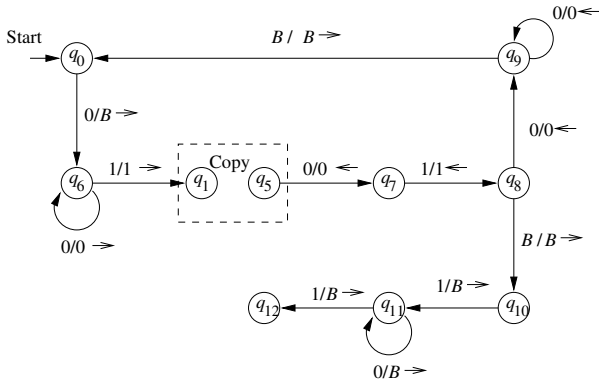 0/0 ←
Start
B / B →
q0
q9
0/B →
0/0 ←
Copy
q6
1/1 →
q1
q5
0/0 ←
q7
1/1 ←
q8
0/0 →
B / B →
q12
1/B →
q11
1/B →
q10
0/B →